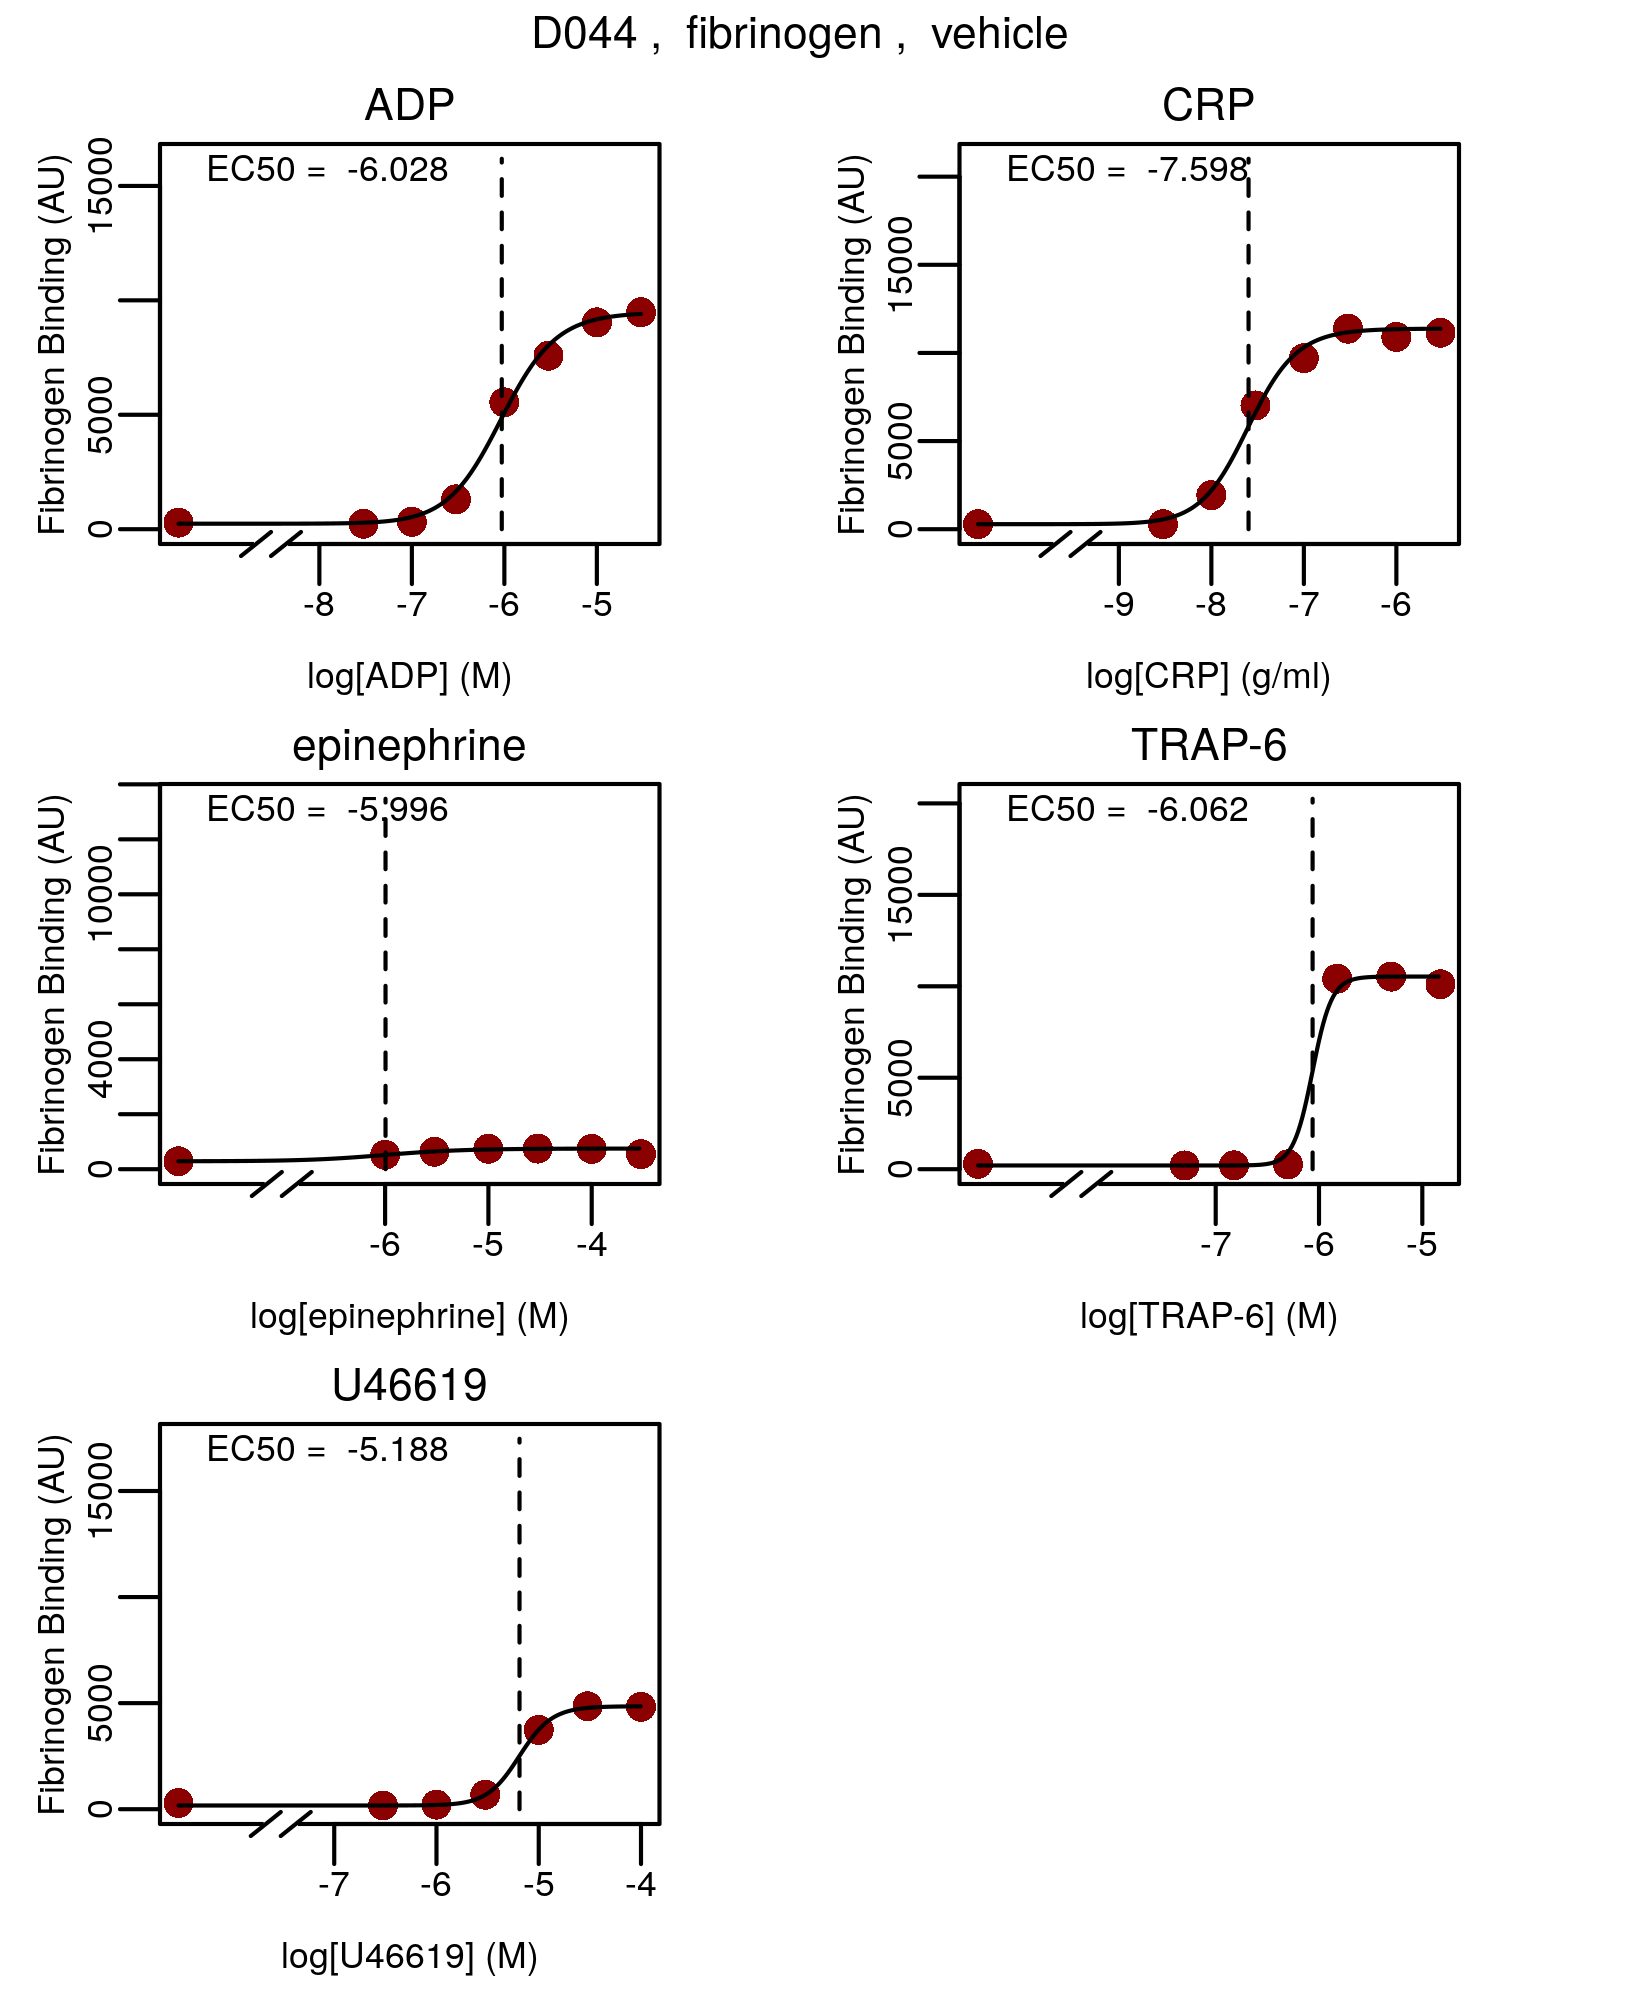 D044 , fibrinogen , vehicle
ADP
EC50 = -6.028
Fibrinogen Binding (AU)
15000
5000
0
-8 -7 -6 -5
log[ADP] (M)
CRP
EC50 = -7.598
Fibrinogen Binding (AU)
15000
5000
0
-9 -8 -7 -6
log[CRP] (g/ml)
epinephrine
EC50 = -5.996
Fibrinogen Binding (AU)
10000
4000
0
-6 -5 -4
log[epinephrine] (M)
TRAP-6
EC50 = -6.062
Fibrinogen Binding (AU)
15000
5000
0
-7 -6 -5
log[TRAP-6] (M)
U46619
EC50 = -5.188
Fibrinogen Binding (AU)
15000
5000
0
-7 -6 -5 -4
log[U46619] (M)